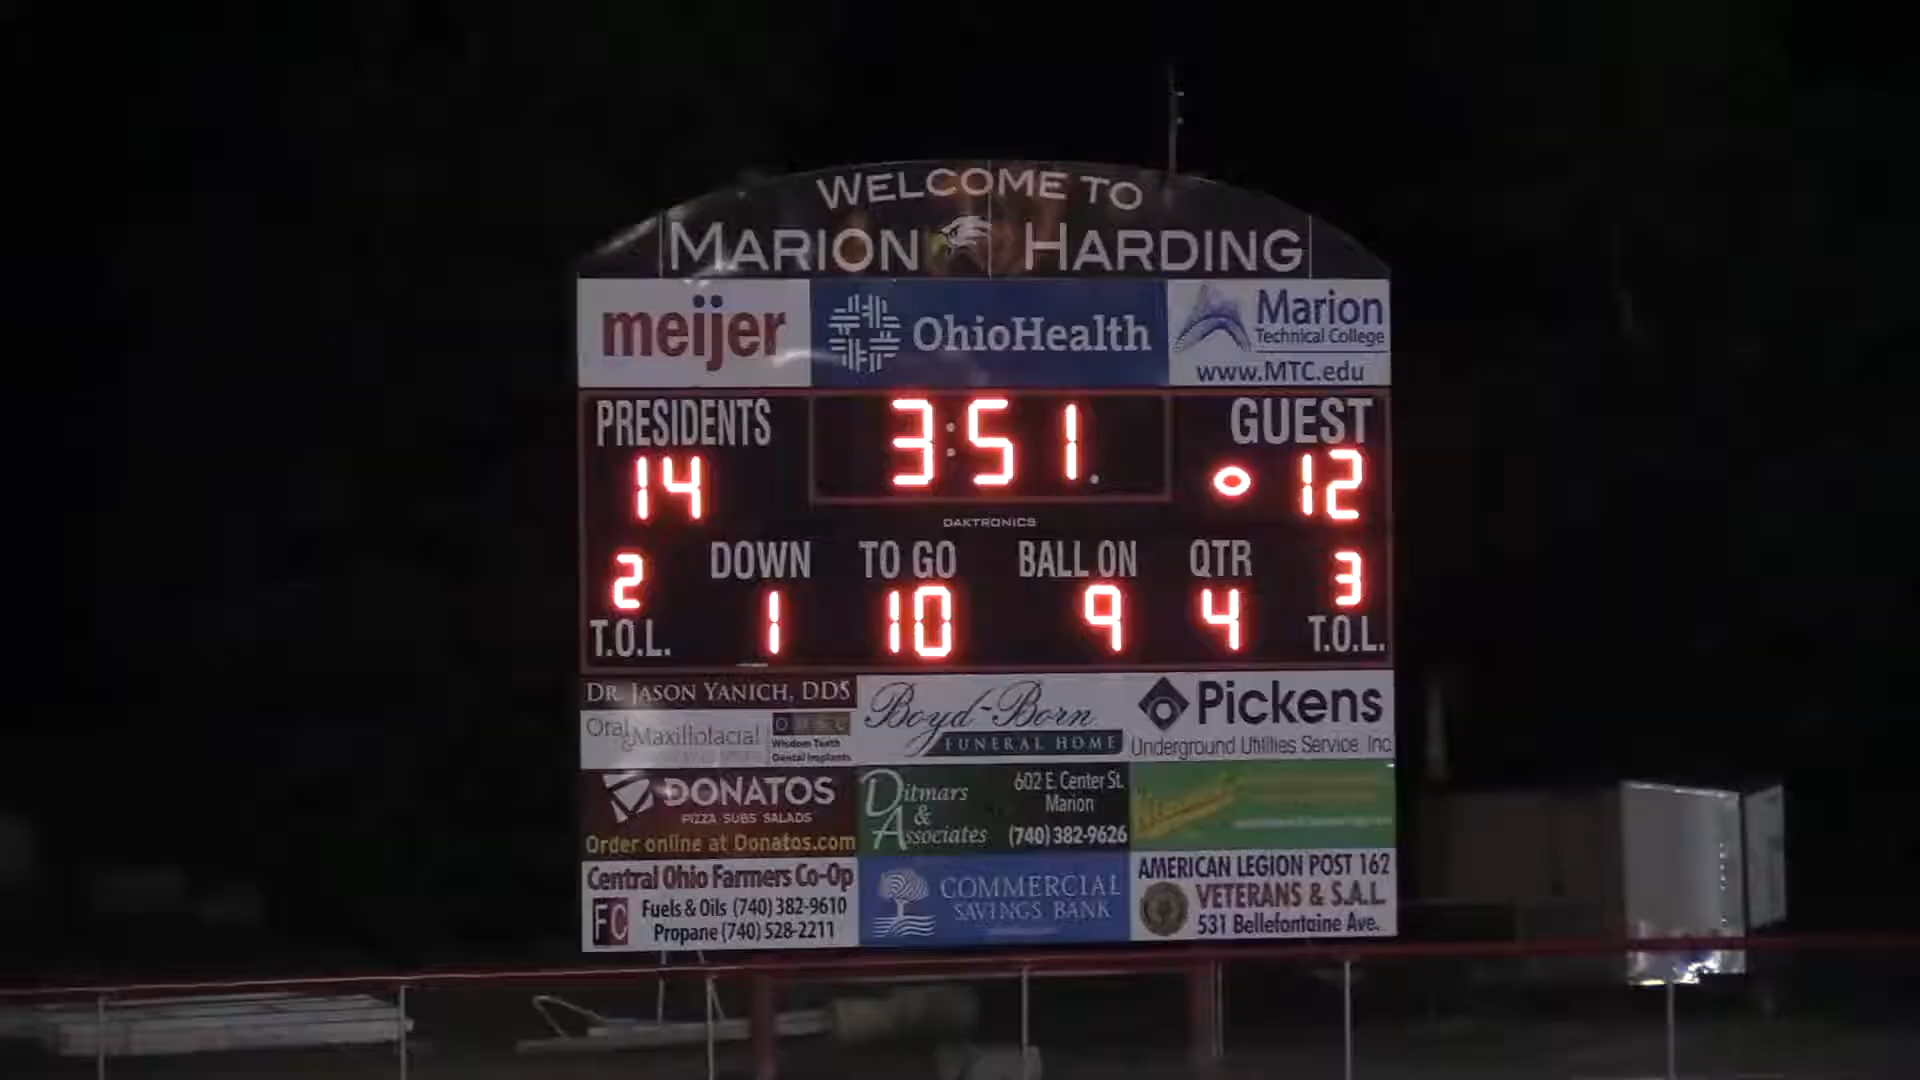 WELCOME TO
MARION HARDING
meijer
OhioHealth
Marion
Technical College
www.MTC.edu
PRESIDENTS
3:51
GUEST
14
12
DAKTRONICS
DOWN
TO GO
BALL ON
QTR
2
1
10
9
4
3
T.O.L.
T.O.L.
DR. JASON YANICH, DDS
Oral & Maxillofacial
Wisdom Teeth
Dental Implants
Boyd-Born
FUNERAL HOME
Pickens
Underground Utilities Service, Inc
DONATOS
PIZZA SUBS SALADS
Order online at Donatos.com
Ditmars
&
Associates
602 E. Center St.
Marion
(740) 382-9626
Central Ohio Farmers Co-Op
FC
Fuels & Oils (740) 382-9610
Propane (740) 528-2211
COMMERCIAL
SAVINGS BANK
AMERICAN LEGION POST 162
VETERANS & S.A.L.
531 Bellefontaine Ave.